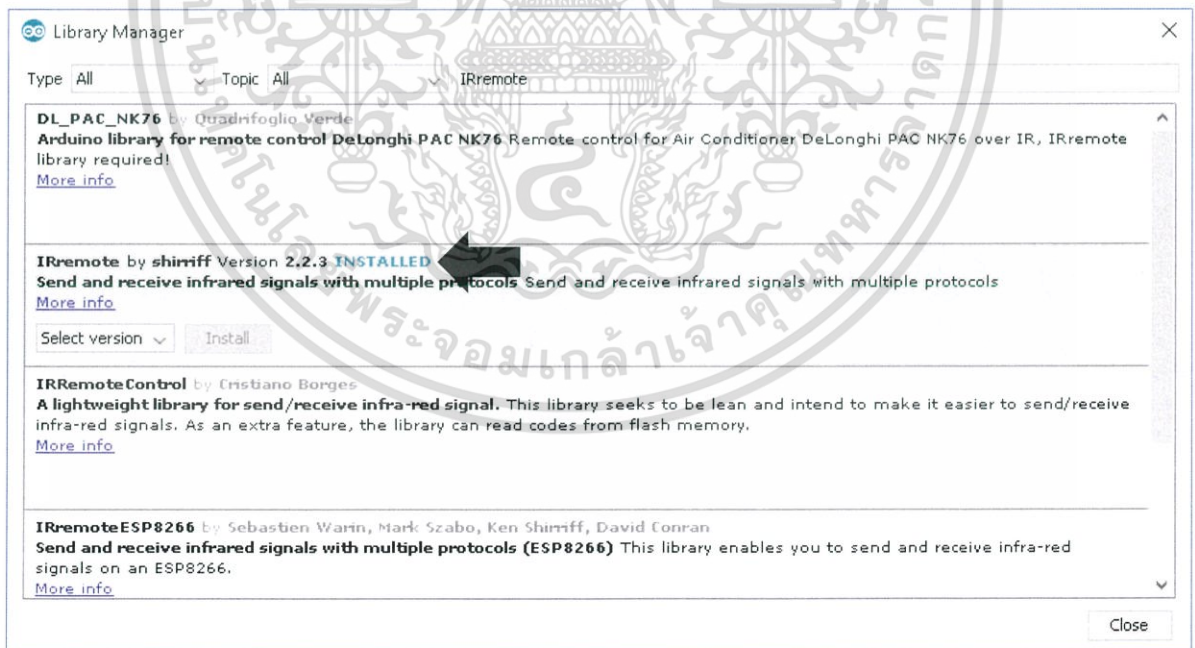 Library Manager
Type All Topic All IRremote
DL_PAC_NK76 by Quadrifoglio Verde
Arduino library for remote control DeLonghi PAC NK76 Remote control for Air Conditioner DeLonghi PAC NK76 over IR, IRremote
library required!
More info
IRremote by shirriff Version 2.2.3 INSTALLED
Send and receive infrared signals with multiple protocols Send and receive infrared signals with multiple protocols
More info
Select version Install
IRRemoteControl by Cristiano Borges
A lightweight library for send/receive infra-red signal. This library seeks to be lean and intend to make it easier to send/receive
infra-red signals. As an extra feature, the library can read codes from flash memory.
More info
IRremoteESP8266 by Sebastien Warin, Mark Szabo, Ken Shirriff, David Conran
Send and receive infrared signals with multiple protocols (ESP8266) This library enables you to send and receive infra-red
signals on an ESP8266.
More info
Close